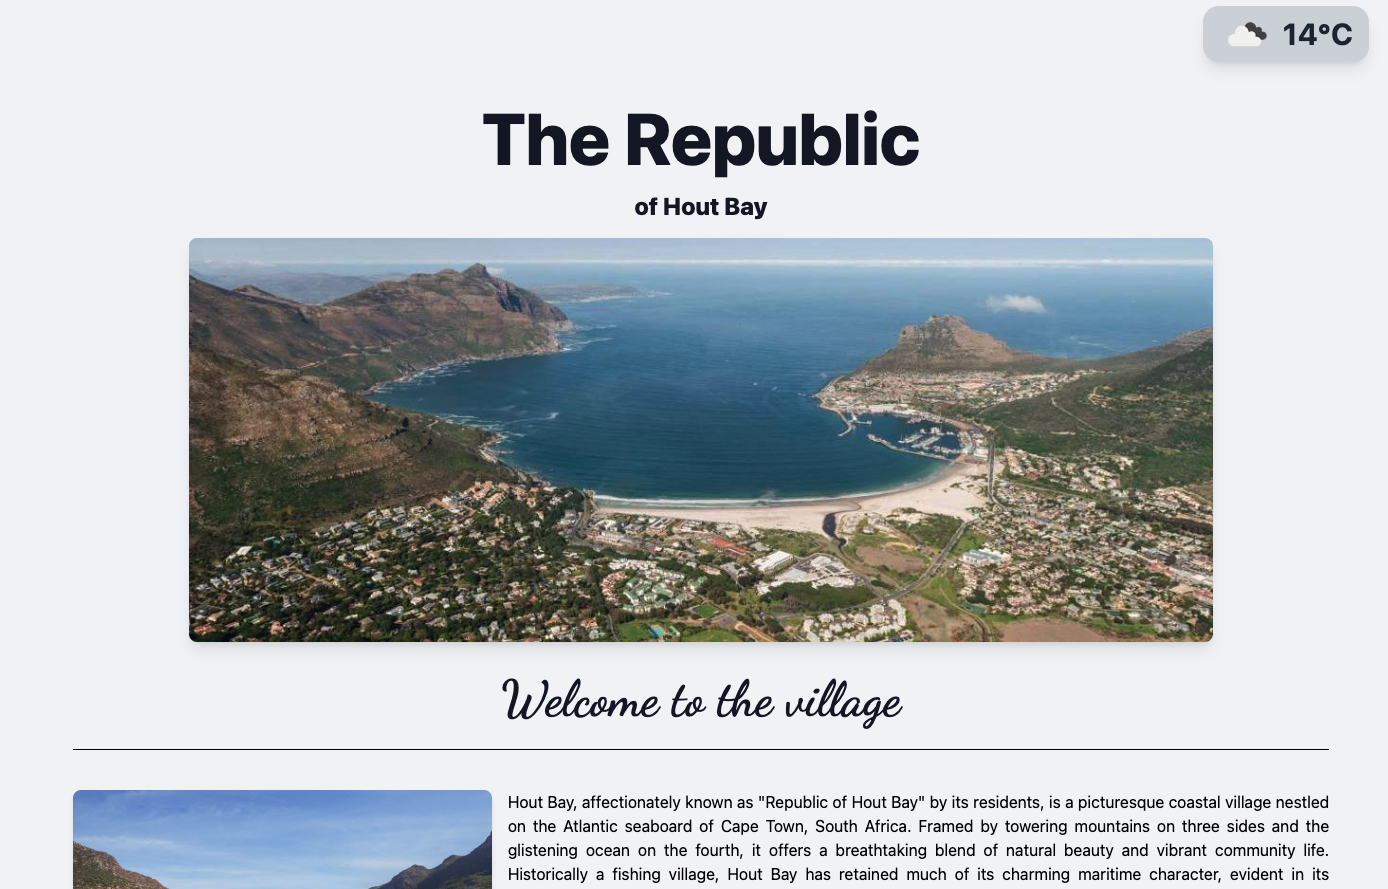 14°C
The Republic
of Hout Bay
Welcome to the village
Hout Bay, affectionately known as "Republic of Hout Bay" by its residents, is a picturesque coastal village nestled
on the Atlantic seaboard of Cape Town, South Africa. Framed by towering mountains on three sides and the
glistening ocean on the fourth, it offers a breathtaking blend of natural beauty and vibrant community life.
Historically a fishing village, Hout Bay has retained much of its charming maritime character, evident in its